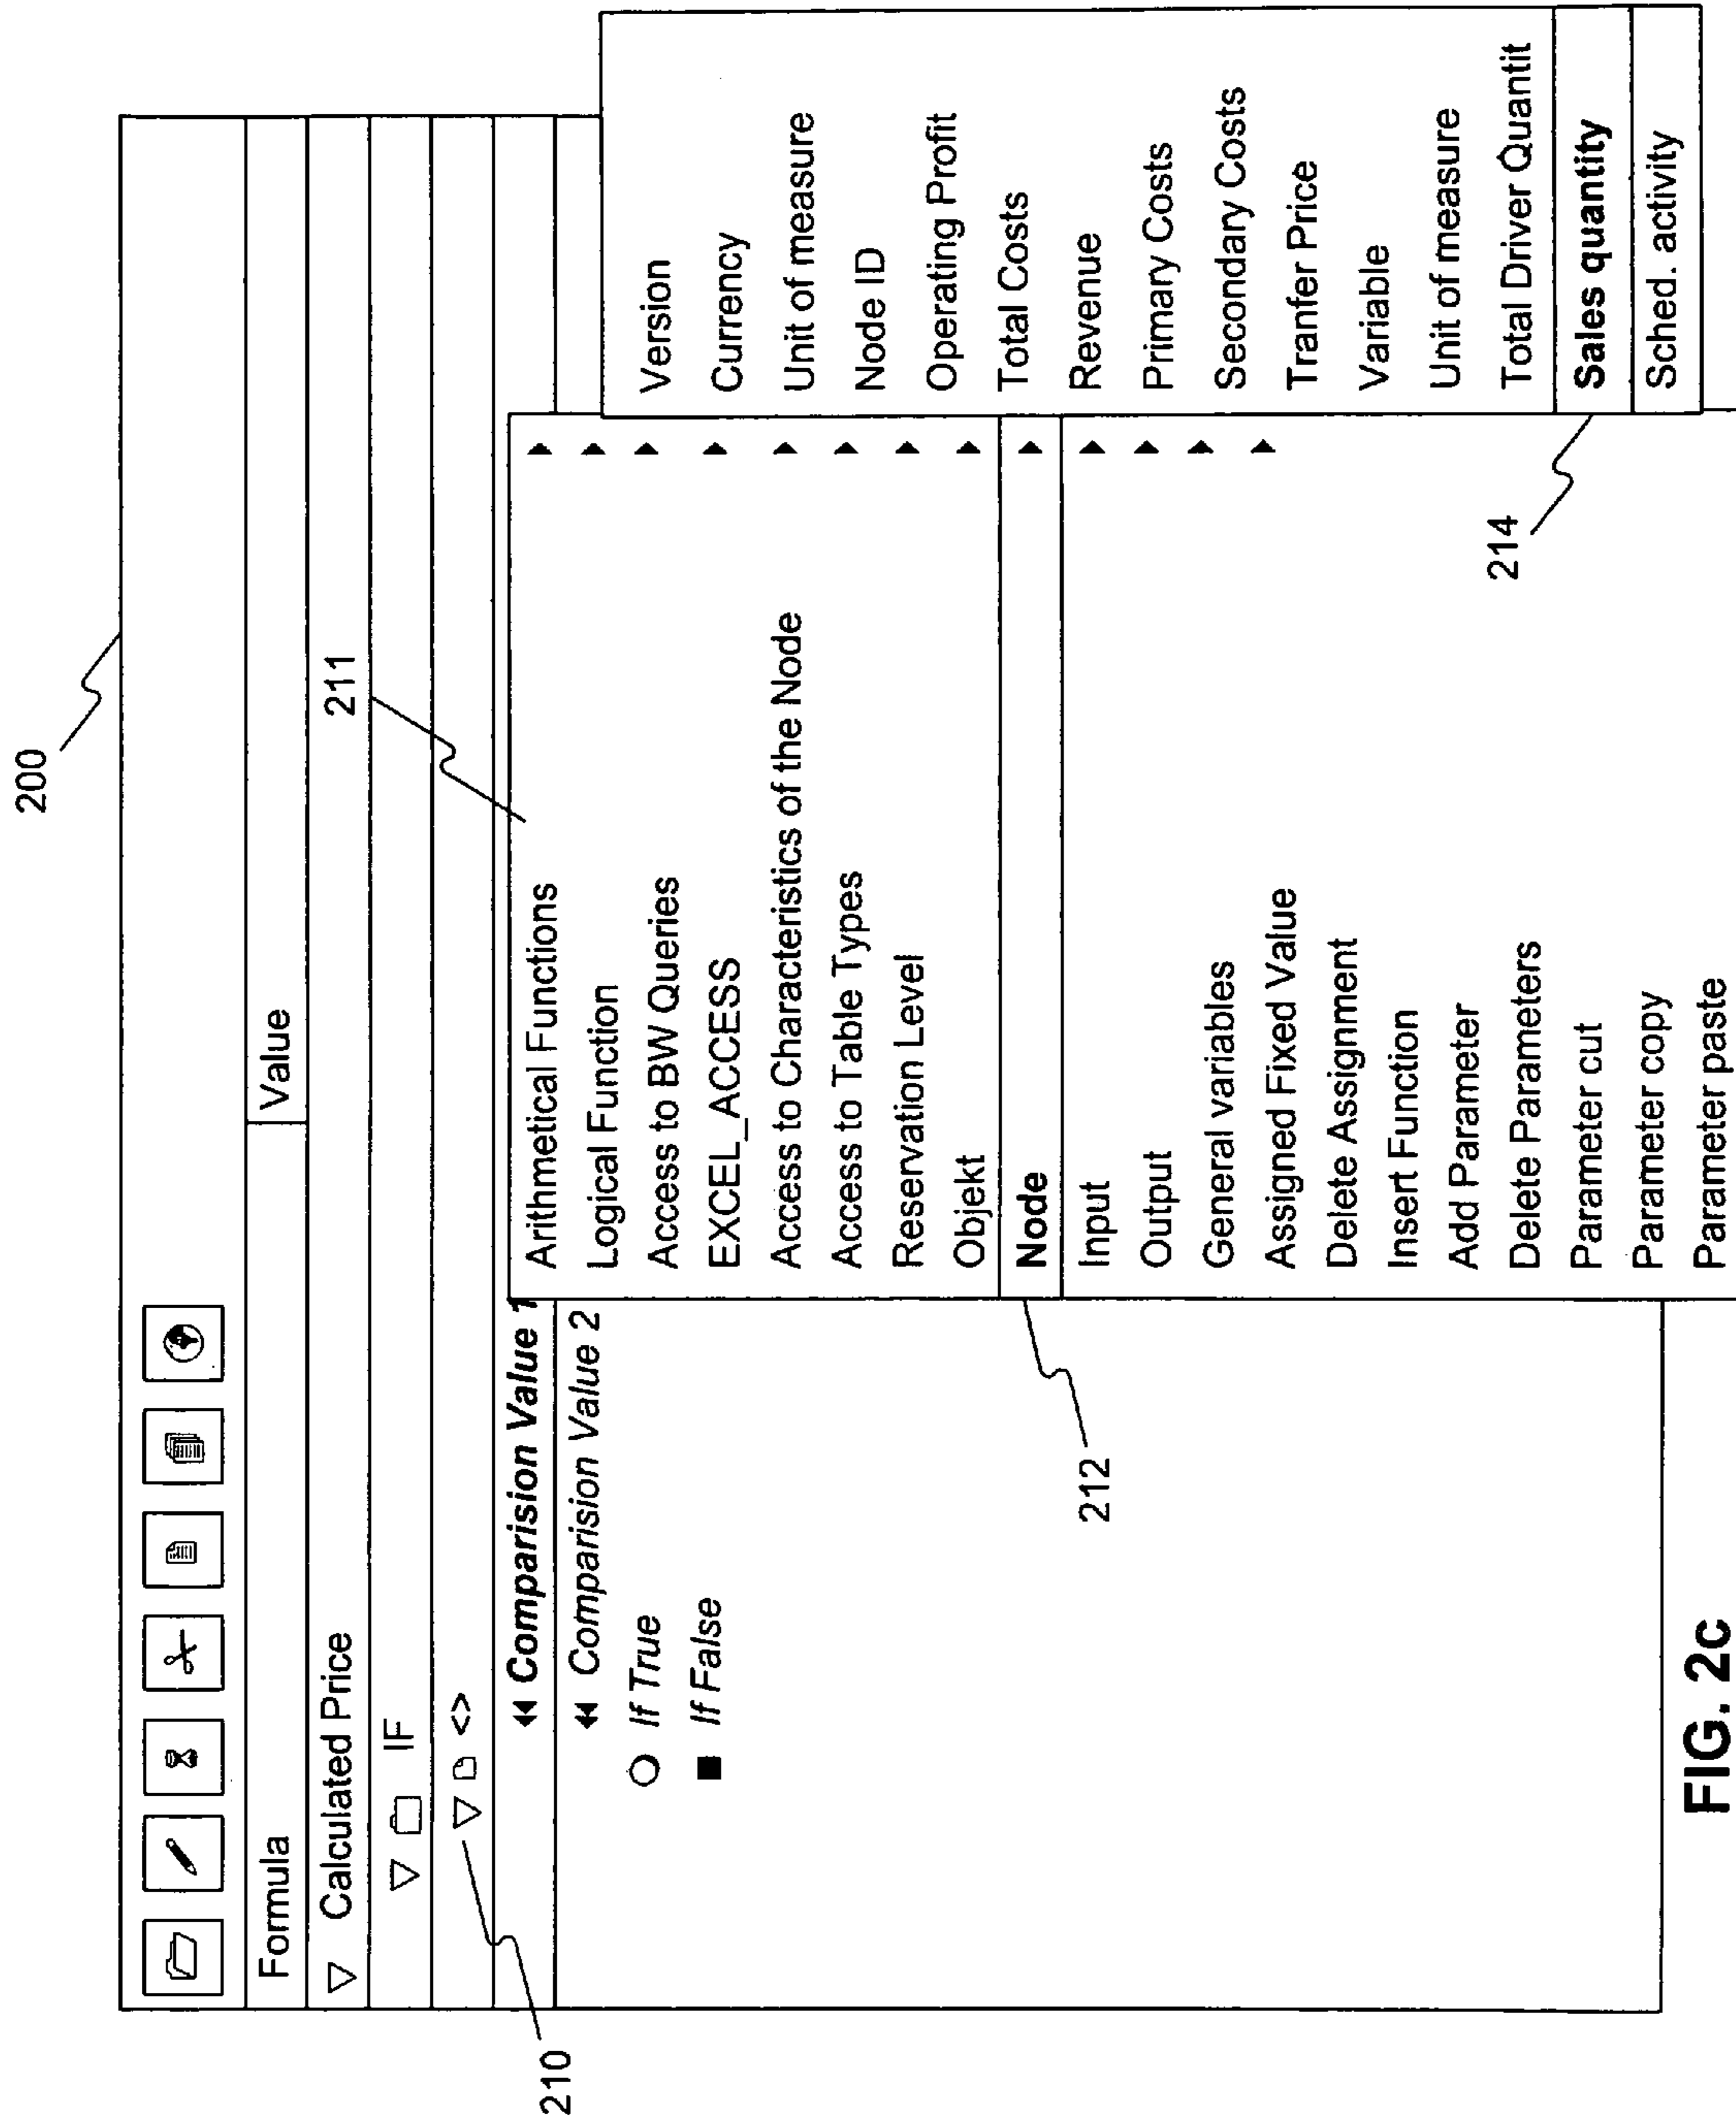 200
Formula
Value
Calculated Price
211
IF
210
<>
Comparision Value 1
Comparision Value 2
If True
If False
Arithmetical Functions
Logical Function
Access to BW Queries
EXCEL_ACCESS
Access to Characteristics of the Node
Access to Table Types
Reservation Level
Objekt
212
Node
Input
Output
General variables
Assigned Fixed Value
Delete Assignment
Insert Function
Add Parameter
Delete Parameters
Parameter cut
Parameter copy
Parameter paste
Version
Currency
Unit of measure
Node ID
Operating Profit
Total Costs
Revenue
Primary Costs
Secondary Costs
Tranfer Price
Variable
Unit of measure
Total Driver Quantit
214
Sales quantity
Sched. activity
FIG. 2c